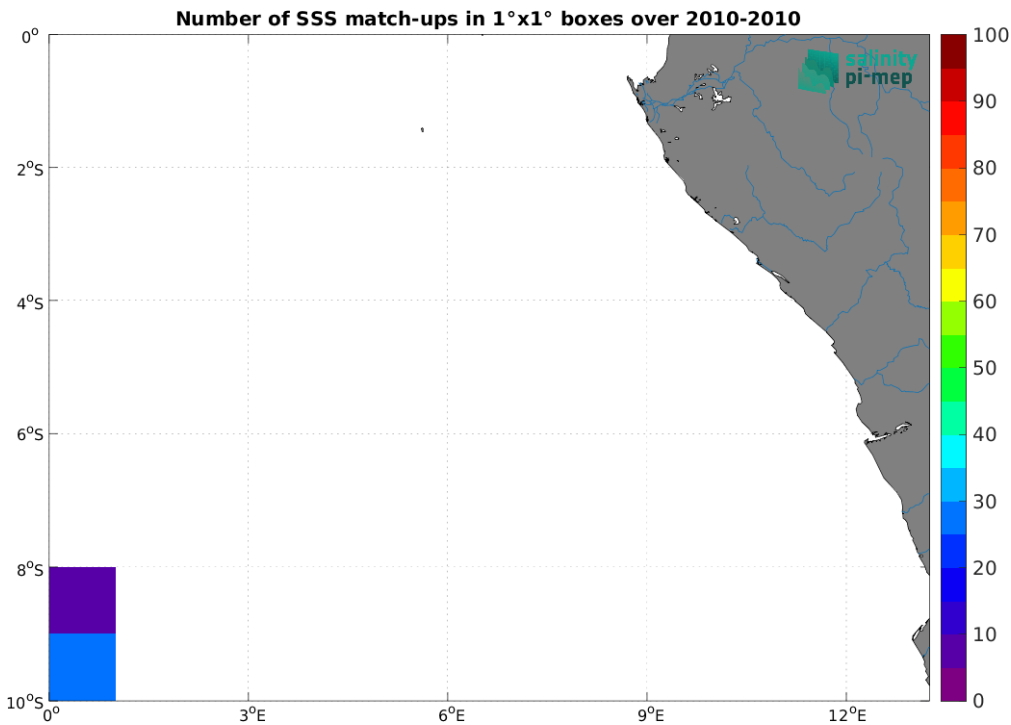 Number of SSS match-ups in 1°x1° boxes over 2010-2010
salinity
pi-mep
0°
2°S
4°S
6°S
8°S
10°S
0°
3°E
6°E
9°E
12°E
100
90
80
70
60
50
40
30
20
10
0